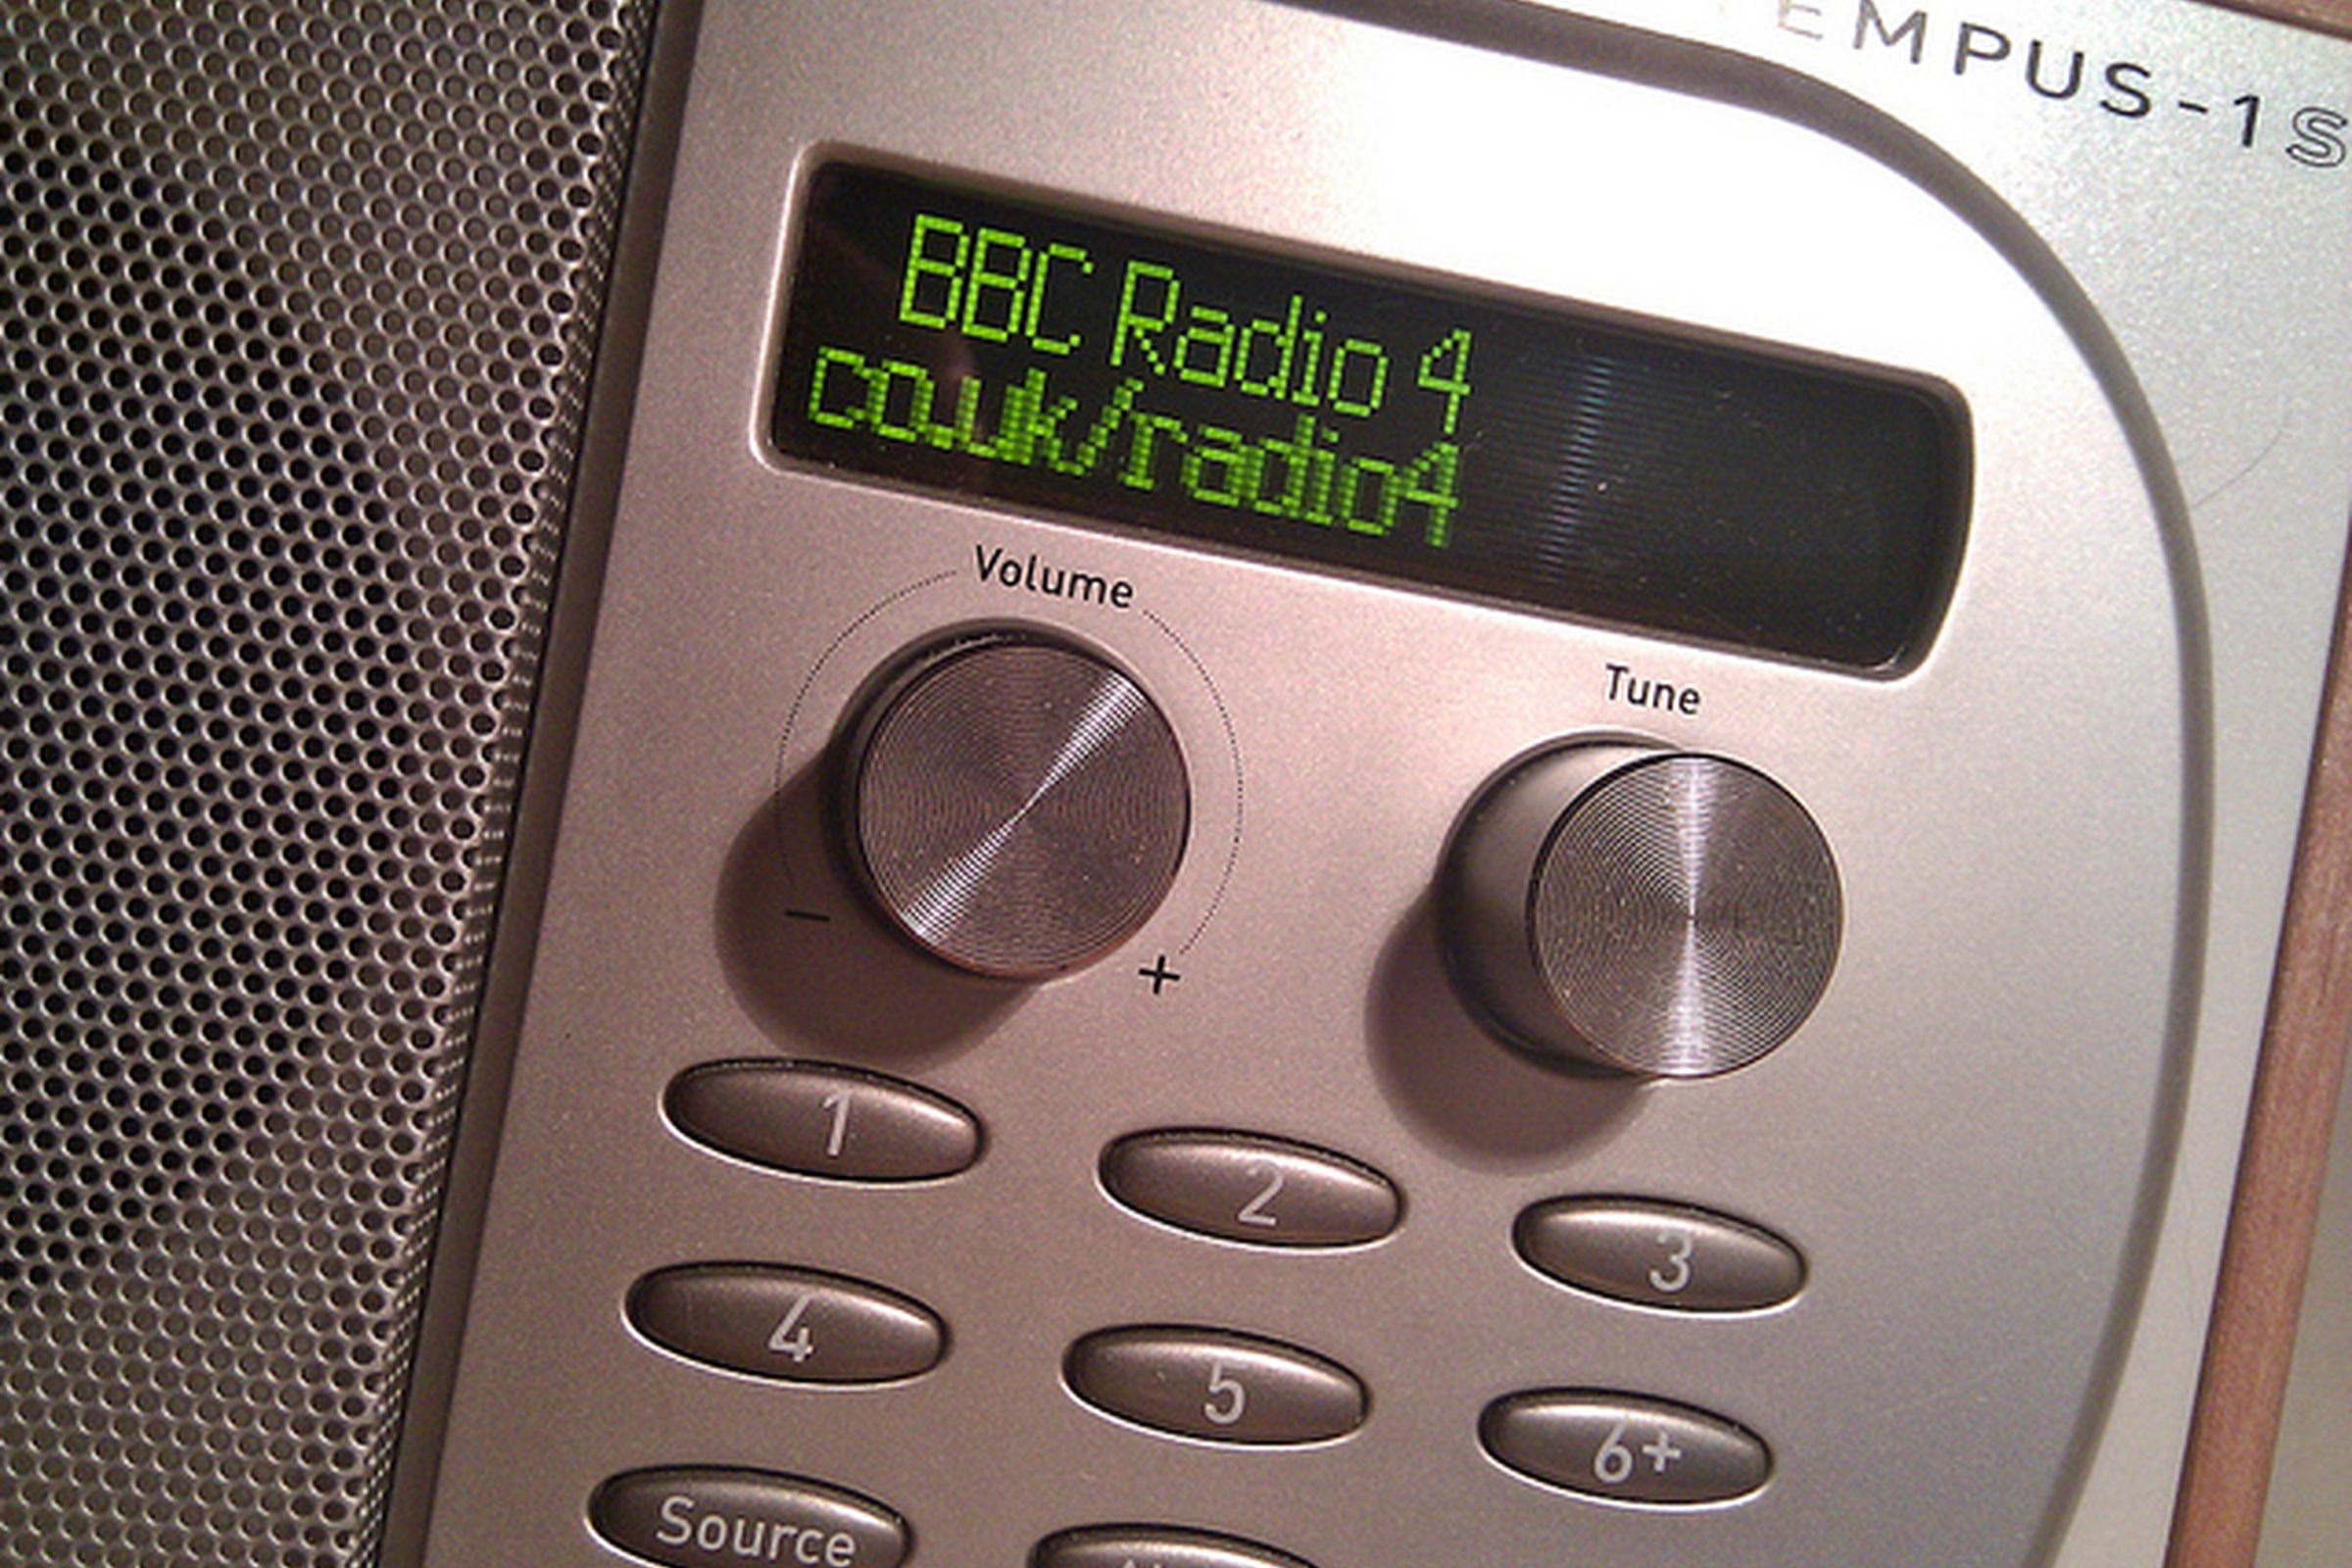 EMPUS-1S
BBC Radio 4
co.uk/radio4
Volume
Tune
- +
1
2
3
4
5
6+
Source